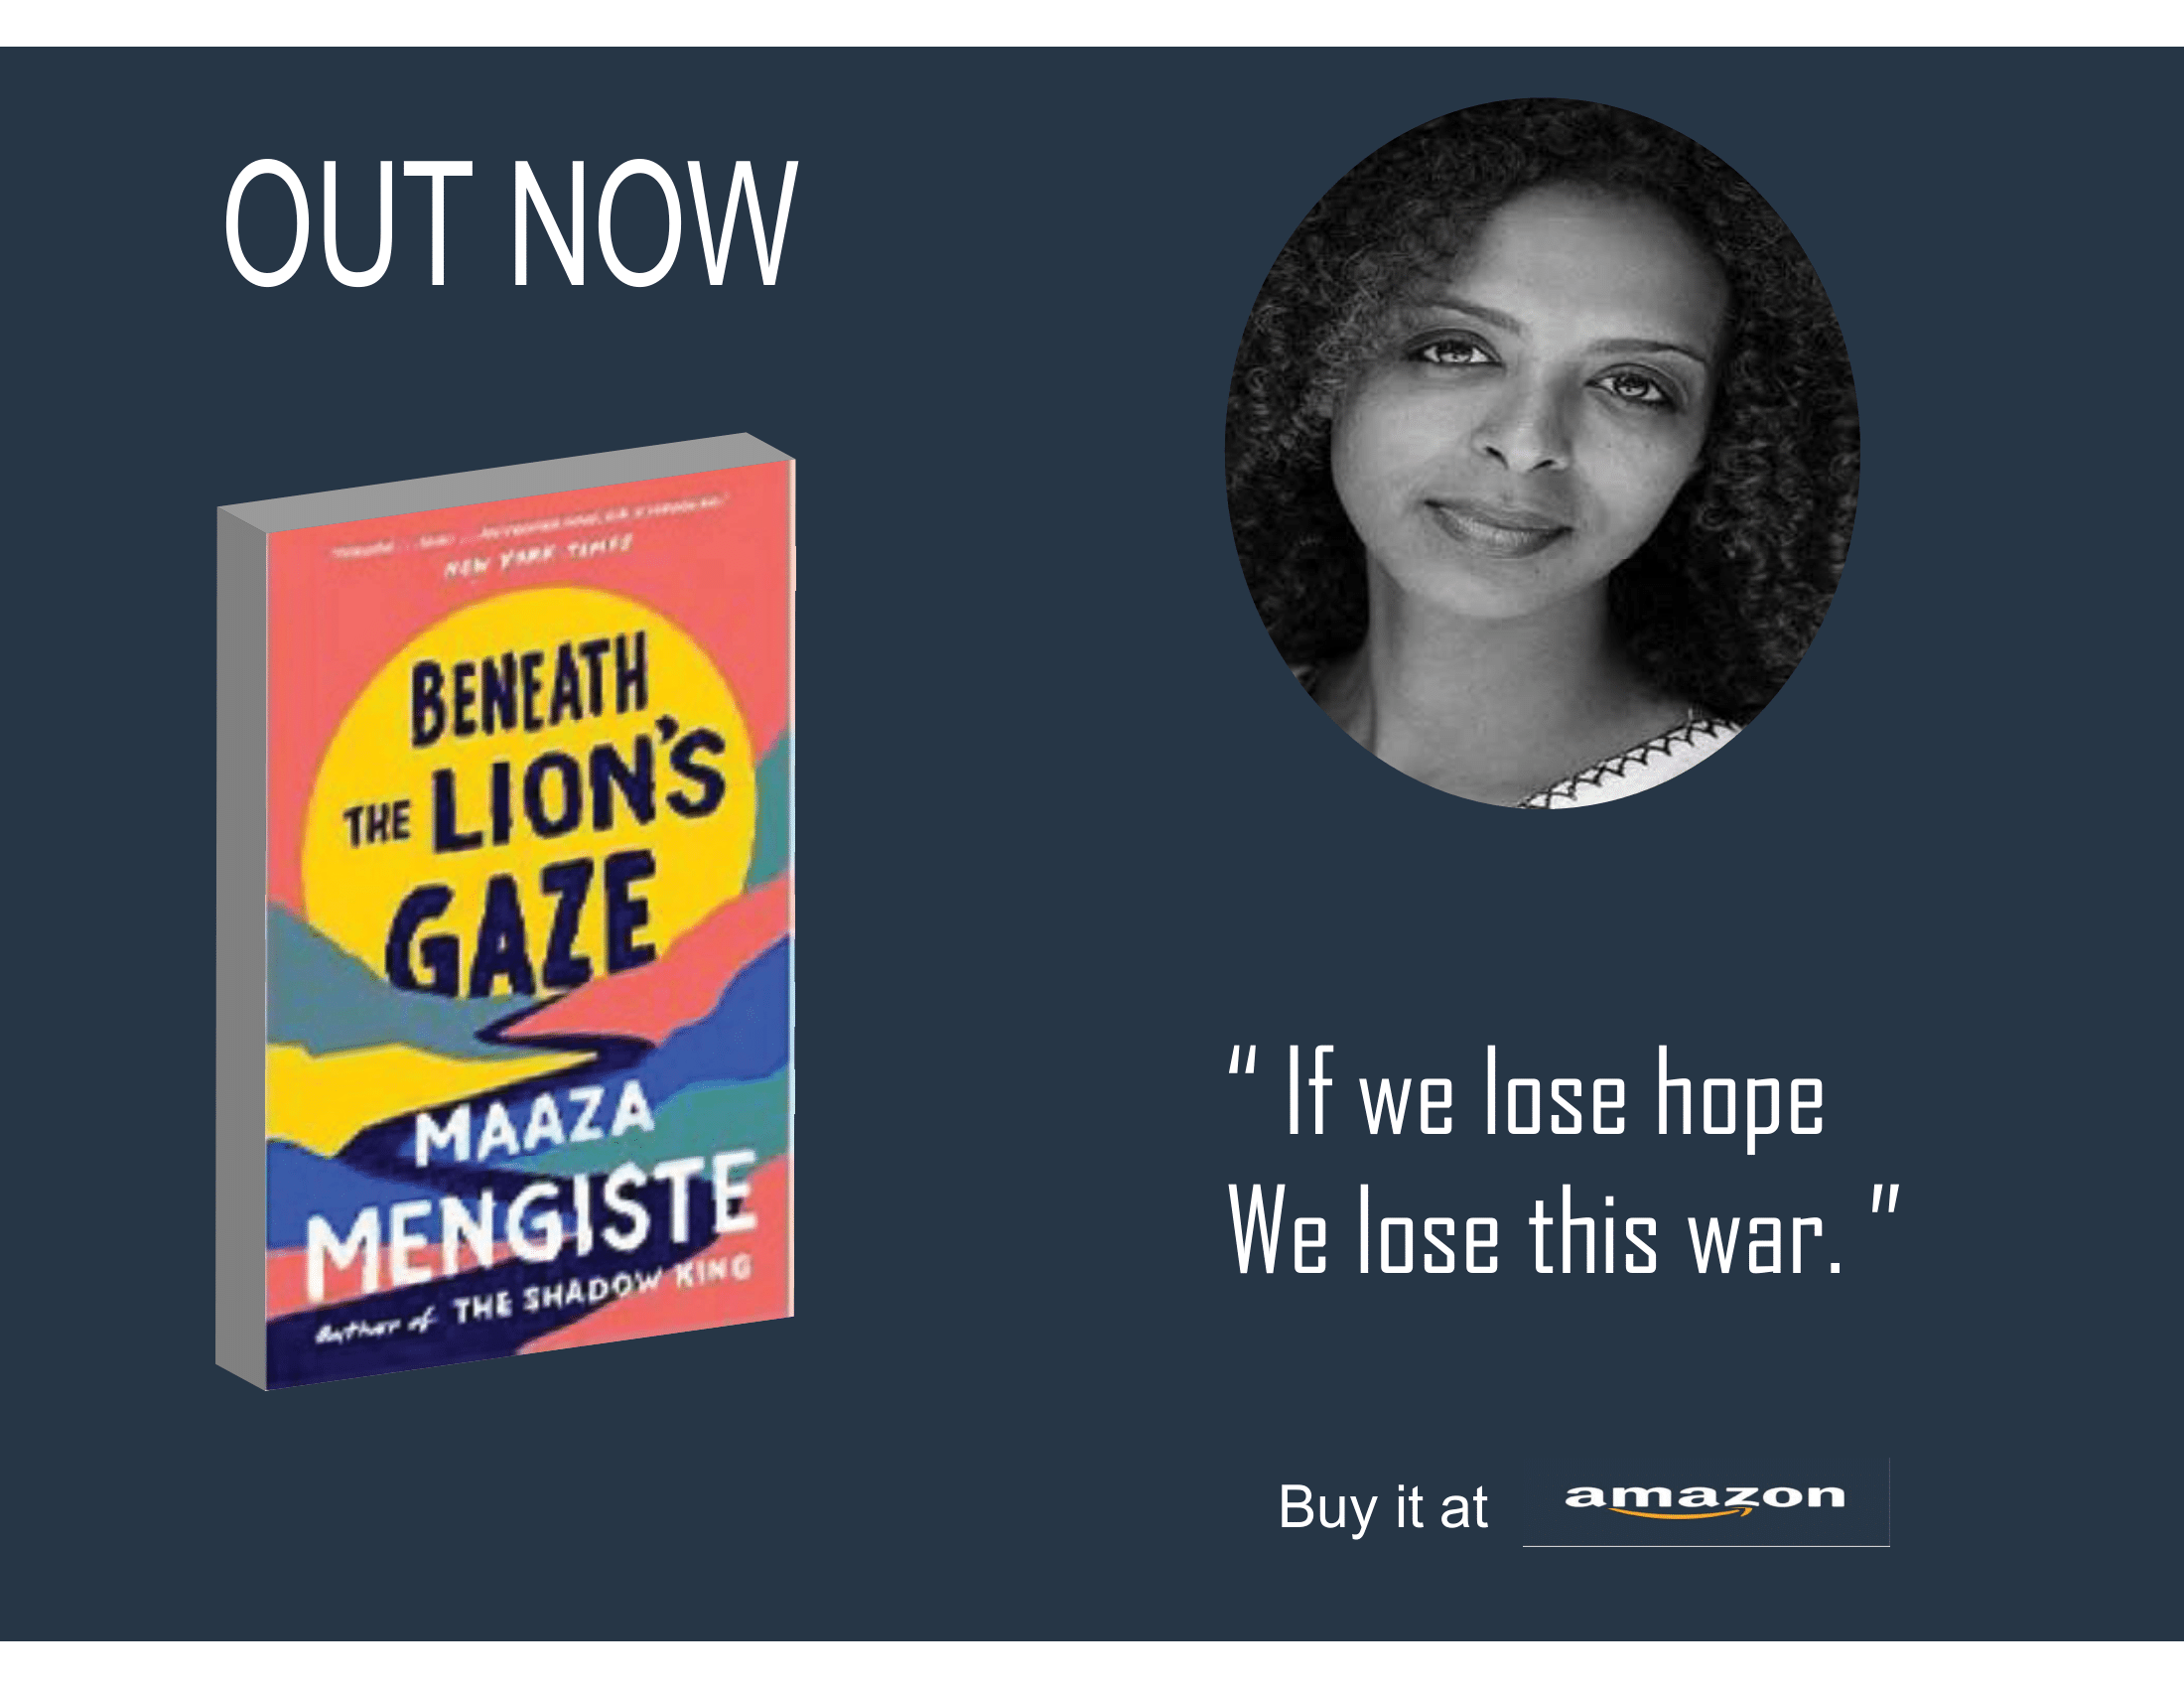 OUT NOW
NEW YORK TIMES
BENEATH
THE LION'S
GAZE
MAAZA
MENGISTE
Author of THE SHADOW KING
“ If we lose hope
We lose this war. ”
Buy it at amazon